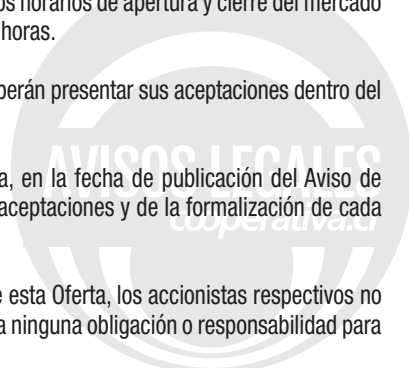 os horarios de apertura y cierre del mercado
horas.
berán presentar sus aceptaciones dentro del
AVISOS LEGALES
a, en la fecha de publicación del Aviso de
aceptaciones y de la formalización de cada
cooperativa.cl
e esta Oferta, los accionistas respectivos no
a ninguna obligación o responsabilidad para